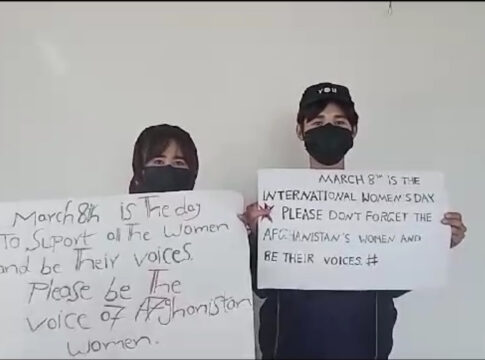 YOU
March 8th is The day
To Suport all The Women
and be Their voices.
Please be The
voice of Afghanistan
women.
MARCH 8TH IS THE
INTERNATIONAL WOMEN'S DAY
PLEASE DON'T FORGET THE
AFGHANISTAN'S WOMEN AND
BE THEIR VOICES.#